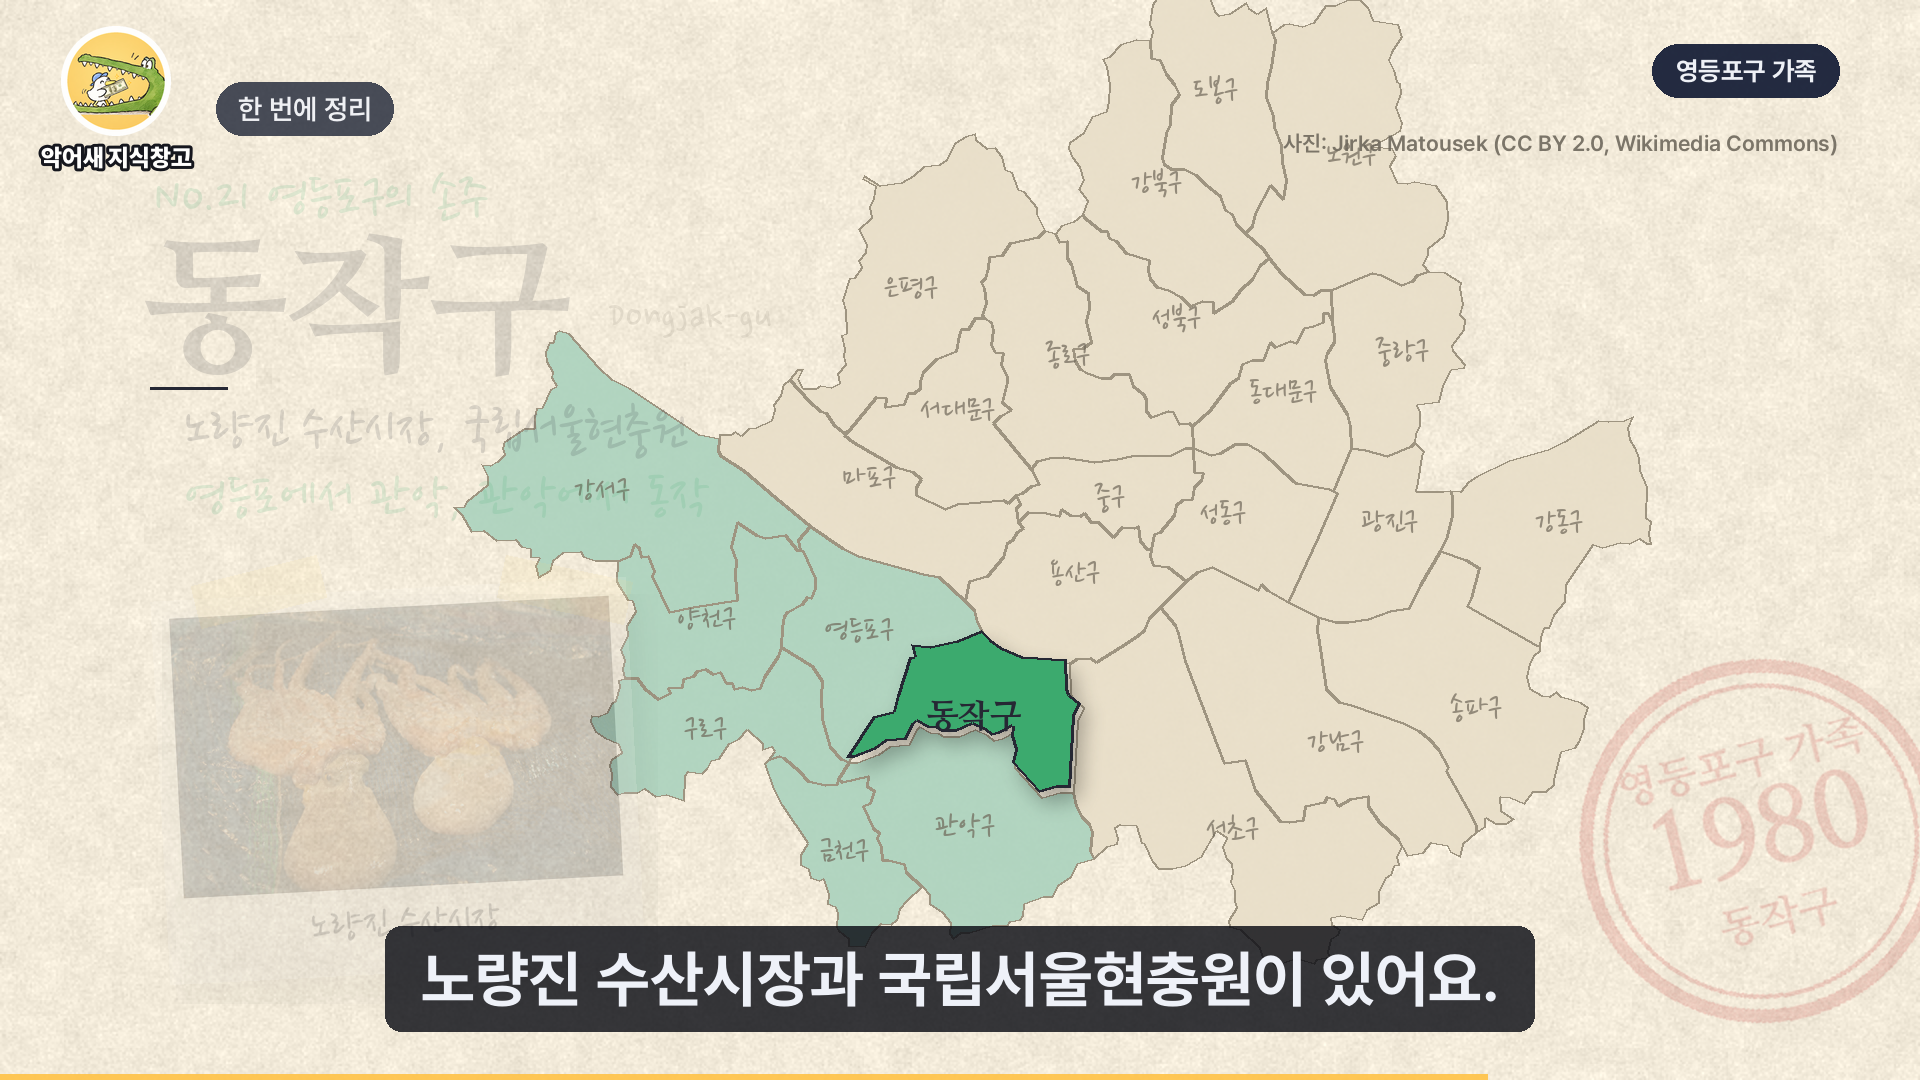 악어새 지식창고
한 번에 정리
영등포구 가족
사진: Jirka Matousek (CC BY 2.0, Wikimedia Commons)
NO.21 영등포구의 손주
동작구
Dongjak-gu
노량진 수산시장, 국립서울현충원
영등포에서 관악, 관악에서 동작
노량진 수산시장
도봉구
노원구
강북구
은평구
성북구
종로구
중랑구
동대문구
서대문구
마포구
중구
성동구
광진구
강동구
강서구
용산구
양천구
영등포구
동작구
구로구
송파구
강남구
관악구
금천구
서초구
영등포구 가족
1980
동작구
노량진 수산시장과 국립서울현충원이 있어요.